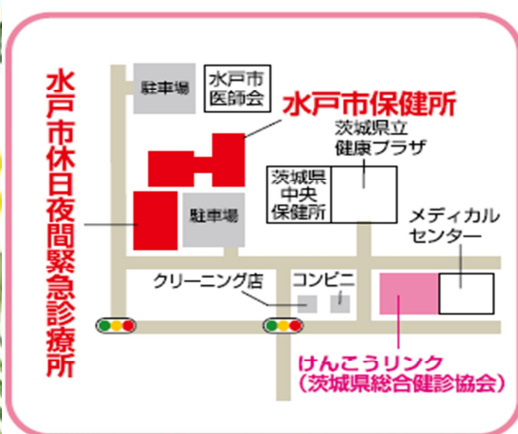 水戸市休日夜間緊急診療所
駐車場
水戸市
医師会
水戸市保健所
茨城県立
健康プラザ
茨城県
中央
保健所
駐車場
メディカル
センター
クリーニング店
コンビニ
けんこうリンク
（茨城県総合健診協会）